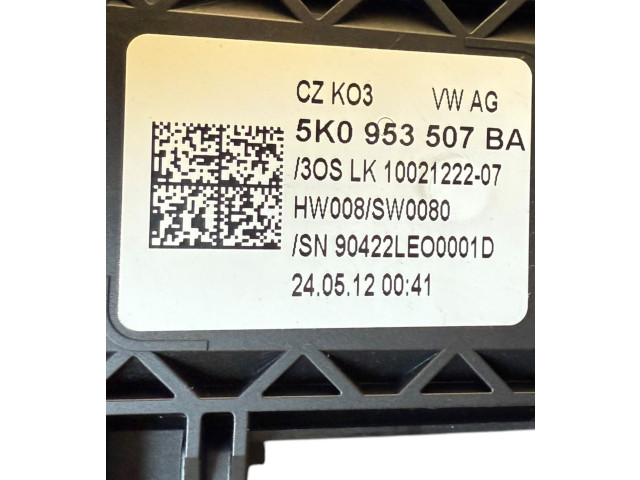 CZ KO3 VW AG
5K0 953 507 BA
/3OS LK 10021222-07
HW008/SW0080
/SN 90422LEO0001D
24.05.12 00:41